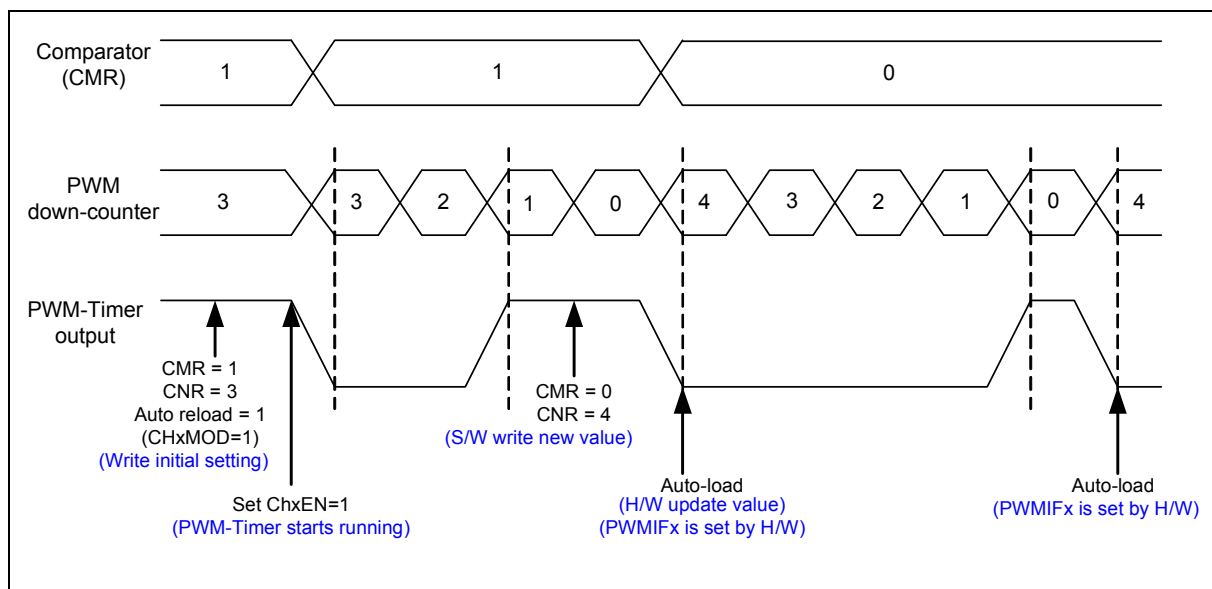 Comparator
(CMR)
1
1
0
PWM
down-counter
3
3
2
1
0
4
3
2
1
0
4
PWM-Timer
output
CMR = 1
CNR = 3
Auto reload = 1
(CHxMOD=1)
(Write initial setting)
Set ChxEN=1
(PWM-Timer starts running)
CMR = 0
CNR = 4
(S/W write new value)
Auto-load
(H/W update value)
(PWMIFx is set by H/W)
Auto-load
(PWMIFx is set by H/W)